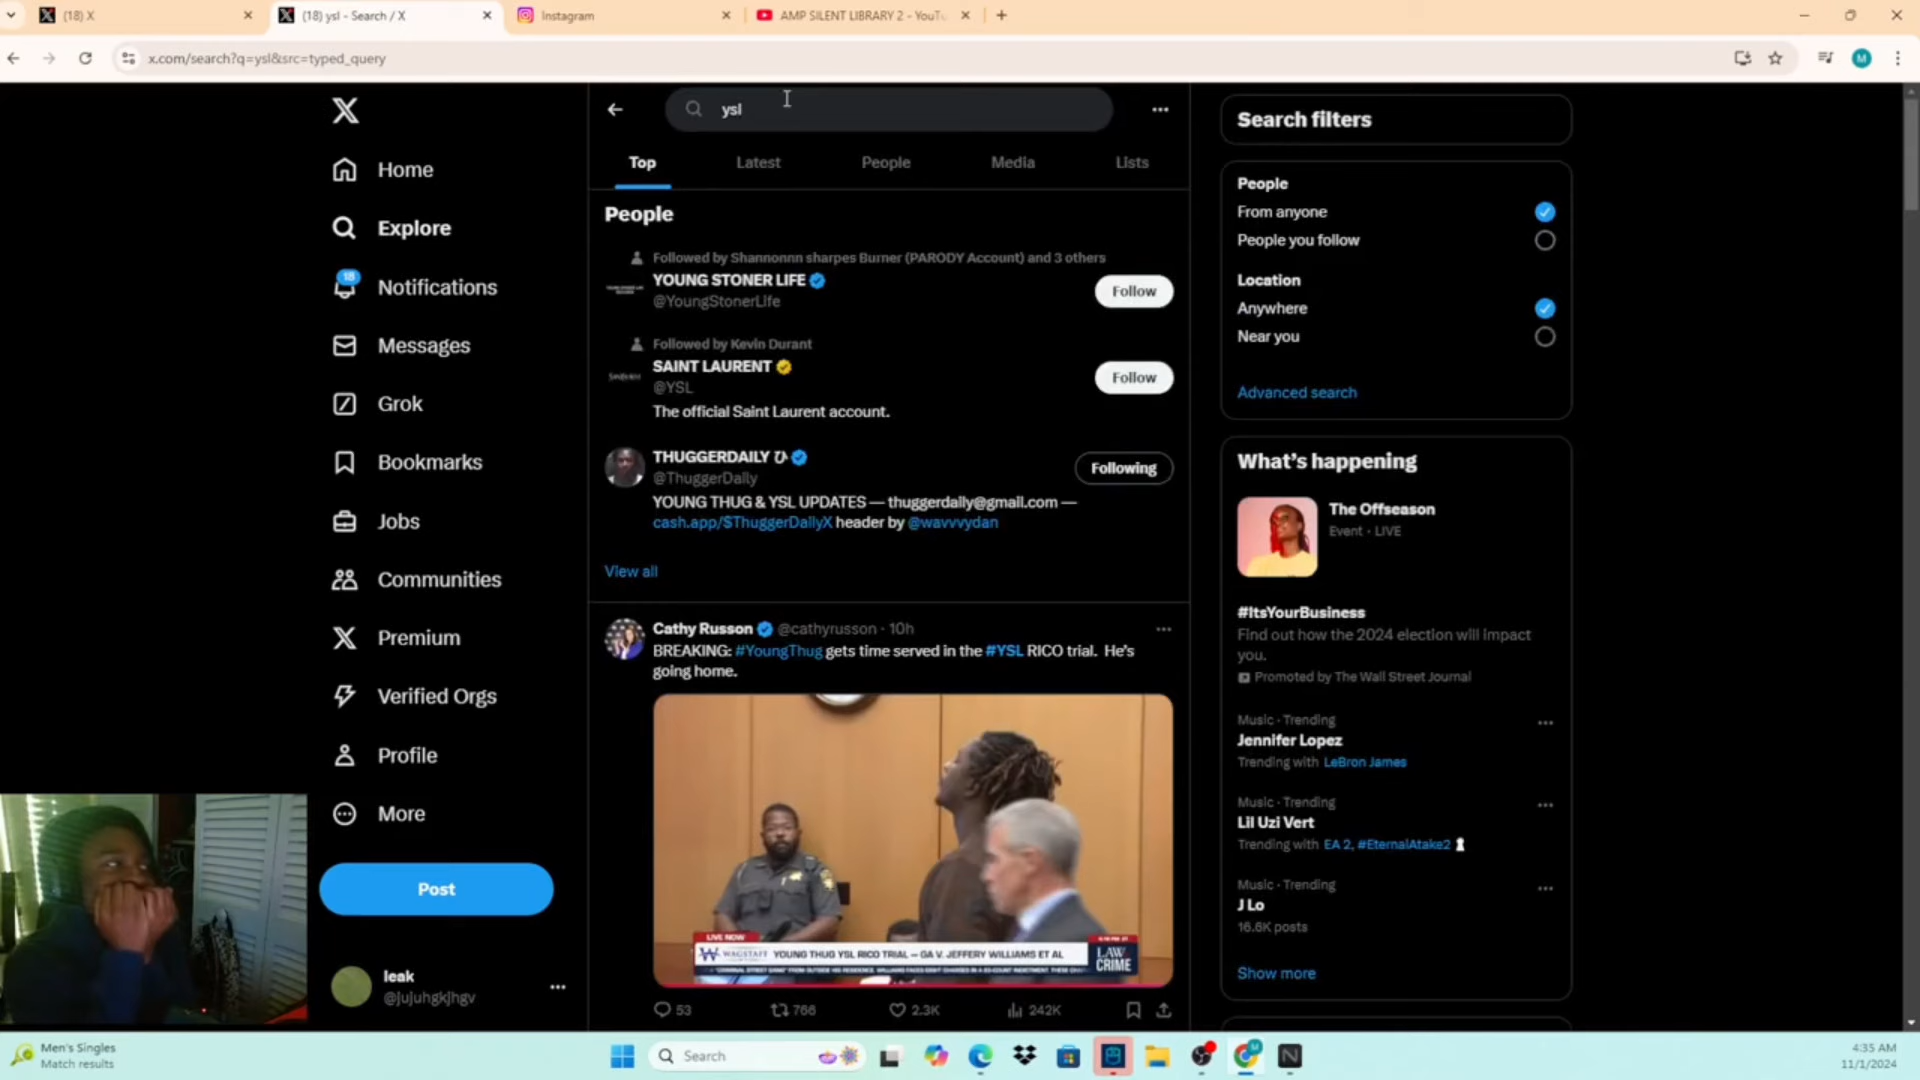 (18) X
(18) ysl - Search / X
Instagram
AMP SILENT LIBRARY 2 - YouTu
x.com/search?q=ysl&src=typed_query
M
ysl
Top
Latest
People
Media
Lists
Home
Explore
18
Notifications
Messages
Grok
Bookmarks
Jobs
Communities
Premium
Verified Orgs
Profile
More
Post
leak
@jujuhgkjhgv
People
Followed by Shannonnn sharpes Burner (PARODY Account) and 3 others
YOUNG STONER LIFE
@YoungStonerLife
Follow
Followed by Kevin Durant
SAINT LAURENT
@YSL
Follow
The official Saint Laurent account.
THUGGERDAILY ひ
@ThuggerDaily
Following
YOUNG THUG & YSL UPDATES — thuggerdaily@gmail.com —
cash.app/$ThuggerDailyX header by @wavvvydan
View all
Cathy Russon @cathyrusson · 10h
BREAKING: #YoungThug gets time served in the #YSL RICO trial. He's
going home.
LIVE NOW
WAGSTAFF
YOUNG THUG YSL RICO TRIAL – GA V. JEFFERY WILLIAMS ET AL
LAW
CRIME
53
766
2.3K
242K
Search filters
People
From anyone
People you follow
Location
Anywhere
Near you
Advanced search
What's happening
The Offseason
Event · LIVE
#ItsYourBusiness
Find out how the 2024 election will impact
you.
Promoted by The Wall Street Journal
Music · Trending
Jennifer Lopez
Trending with LeBron James
Music · Trending
Lil Uzi Vert
Trending with EA 2, #EternalAtake2
Music · Trending
J Lo
16.6K posts
Show more
Men's Singles
Match results
Search
4:35 AM
11/1/2024